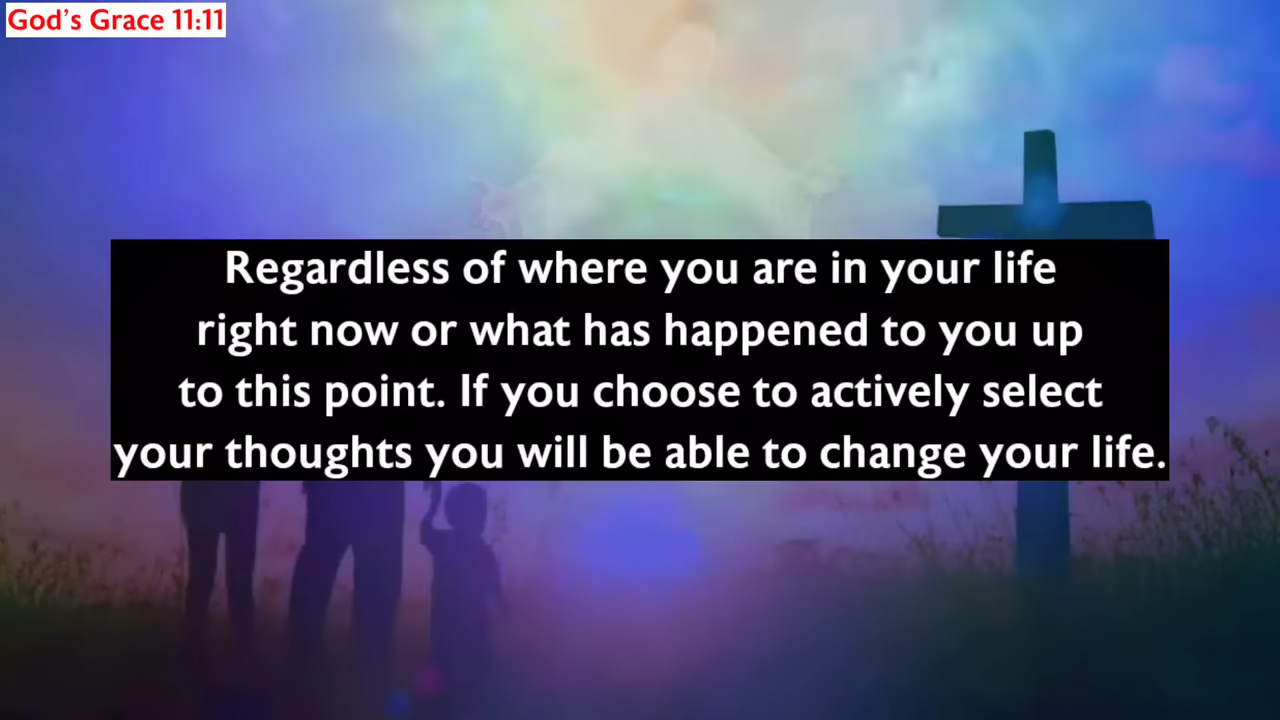 God's Grace 11:11
Regardless of where you are in your life
right now or what has happened to you up
to this point. If you choose to actively select
your thoughts you will be able to change your life.